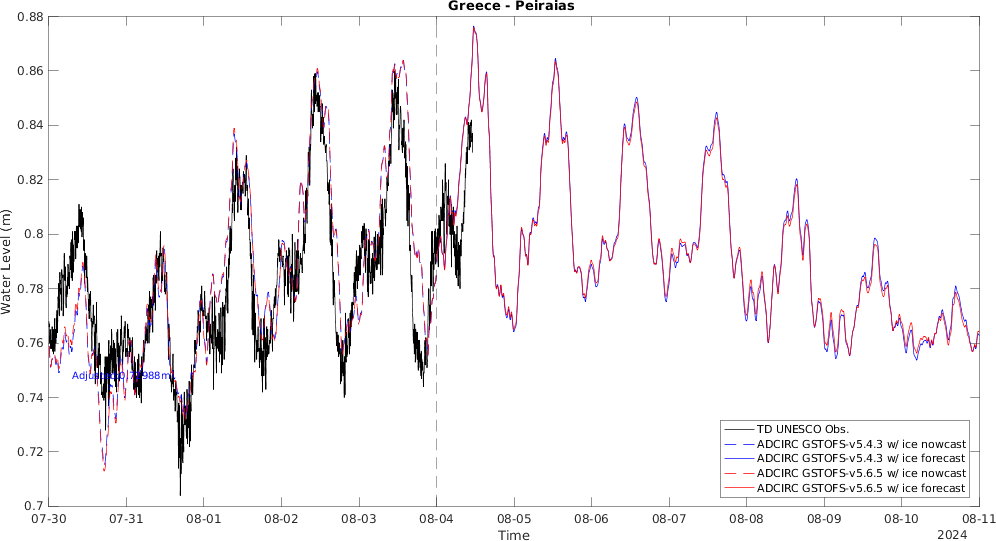 Greece - Peiraias
0.88
0.86
0.84
0.82
0.8
0.78
0.76
0.74
0.72
0.7
Water Level (m)
TD UNESCO Obs.
ADCIRC GSTOFS-v5.4.3 w/ ice nowcast
ADCIRC GSTOFS-v5.4.3 w/ ice forecast
ADCIRC GSTOFS-v5.6.5 w/ ice nowcast
ADCIRC GSTOFS-v5.6.5 w/ ice forecast
07-30 07-31 08-01 08-02 08-03 08-04 08-05 08-06 08-07 08-08 08-09 08-10 08-11
Time
2024